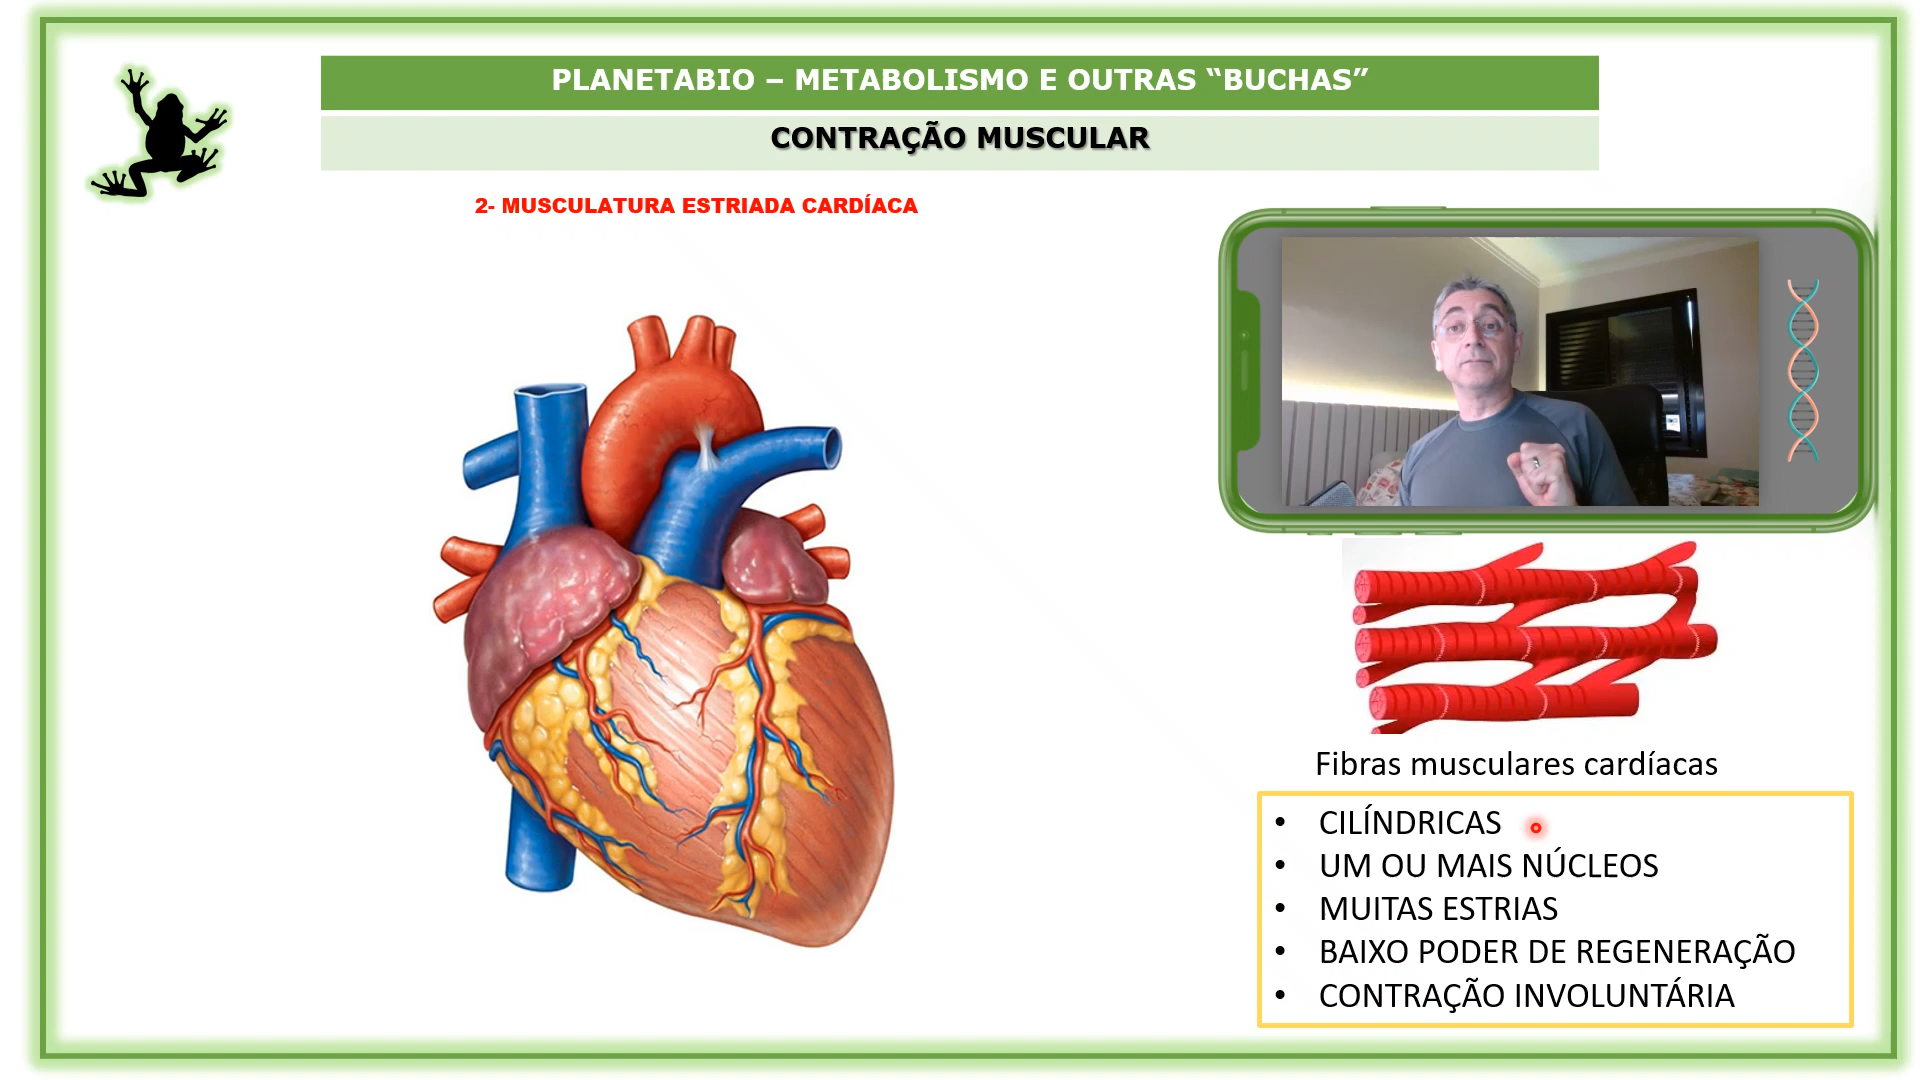 PLANETABIO – METABOLISMO E OUTRAS “BUCHAS”
CONTRAÇÃO MUSCULAR
2- MUSCULATURA ESTRIADA CARDÍACA
Fibras musculares cardíacas
• CILÍNDRICAS
• UM OU MAIS NÚCLEOS
• MUITAS ESTRIAS
• BAIXO PODER DE REGENERAÇÃO
• CONTRAÇÃO INVOLUNTÁRIA